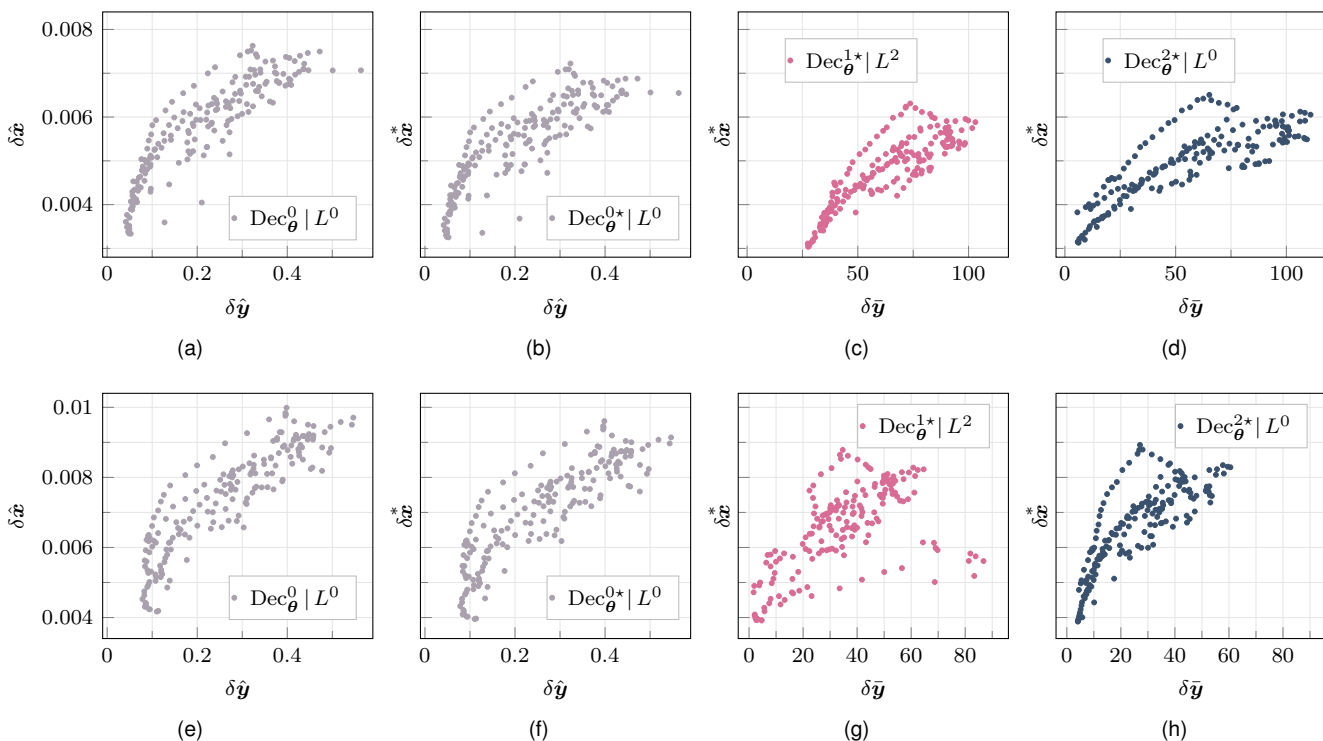 0.008
0.006
0.004
δx̂
0 0.2 0.4
δŷ
Dec⁰_θ | L⁰
(a)
δx*
0 0.2 0.4
δŷ
Dec⁰⋆_θ | L⁰
(b)
δx*
50 100
δȳ
Dec¹⋆_θ | L²
(c)
δx*
0 50 100
δȳ
Dec²⋆_θ | L⁰
(d)
0.01
0.008
0.006
0.004
δx̂
0 0.2 0.4
δŷ
Dec⁰_θ | L⁰
(e)
δx*
0 0.2 0.4
δŷ
Dec⁰⋆_θ | L⁰
(f)
δx*
0 20 40 60 80
δȳ
Dec¹⋆_θ | L²
(g)
δx*
0 20 40 60 80
δȳ
Dec²⋆_θ | L⁰
(h)